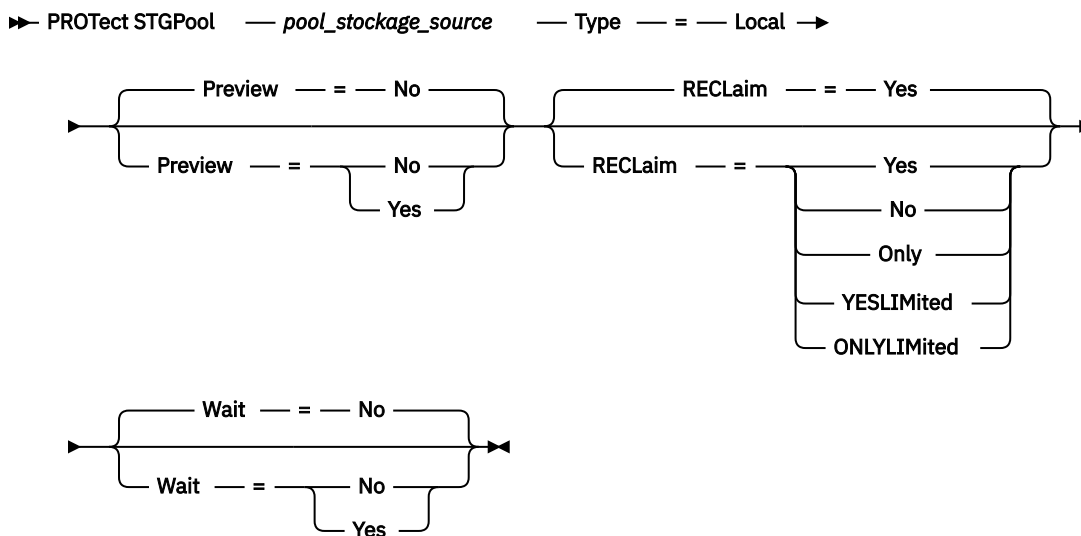 PROTect STGPool — pool_stockage_source — Type — = — Local
Preview — = — No RECLaim — = — Yes
Preview — = — No RECLaim — = — Yes
Yes No
Only
YESLIMited
ONLYLIMited
Wait — = — No
Wait — = — No
Yes